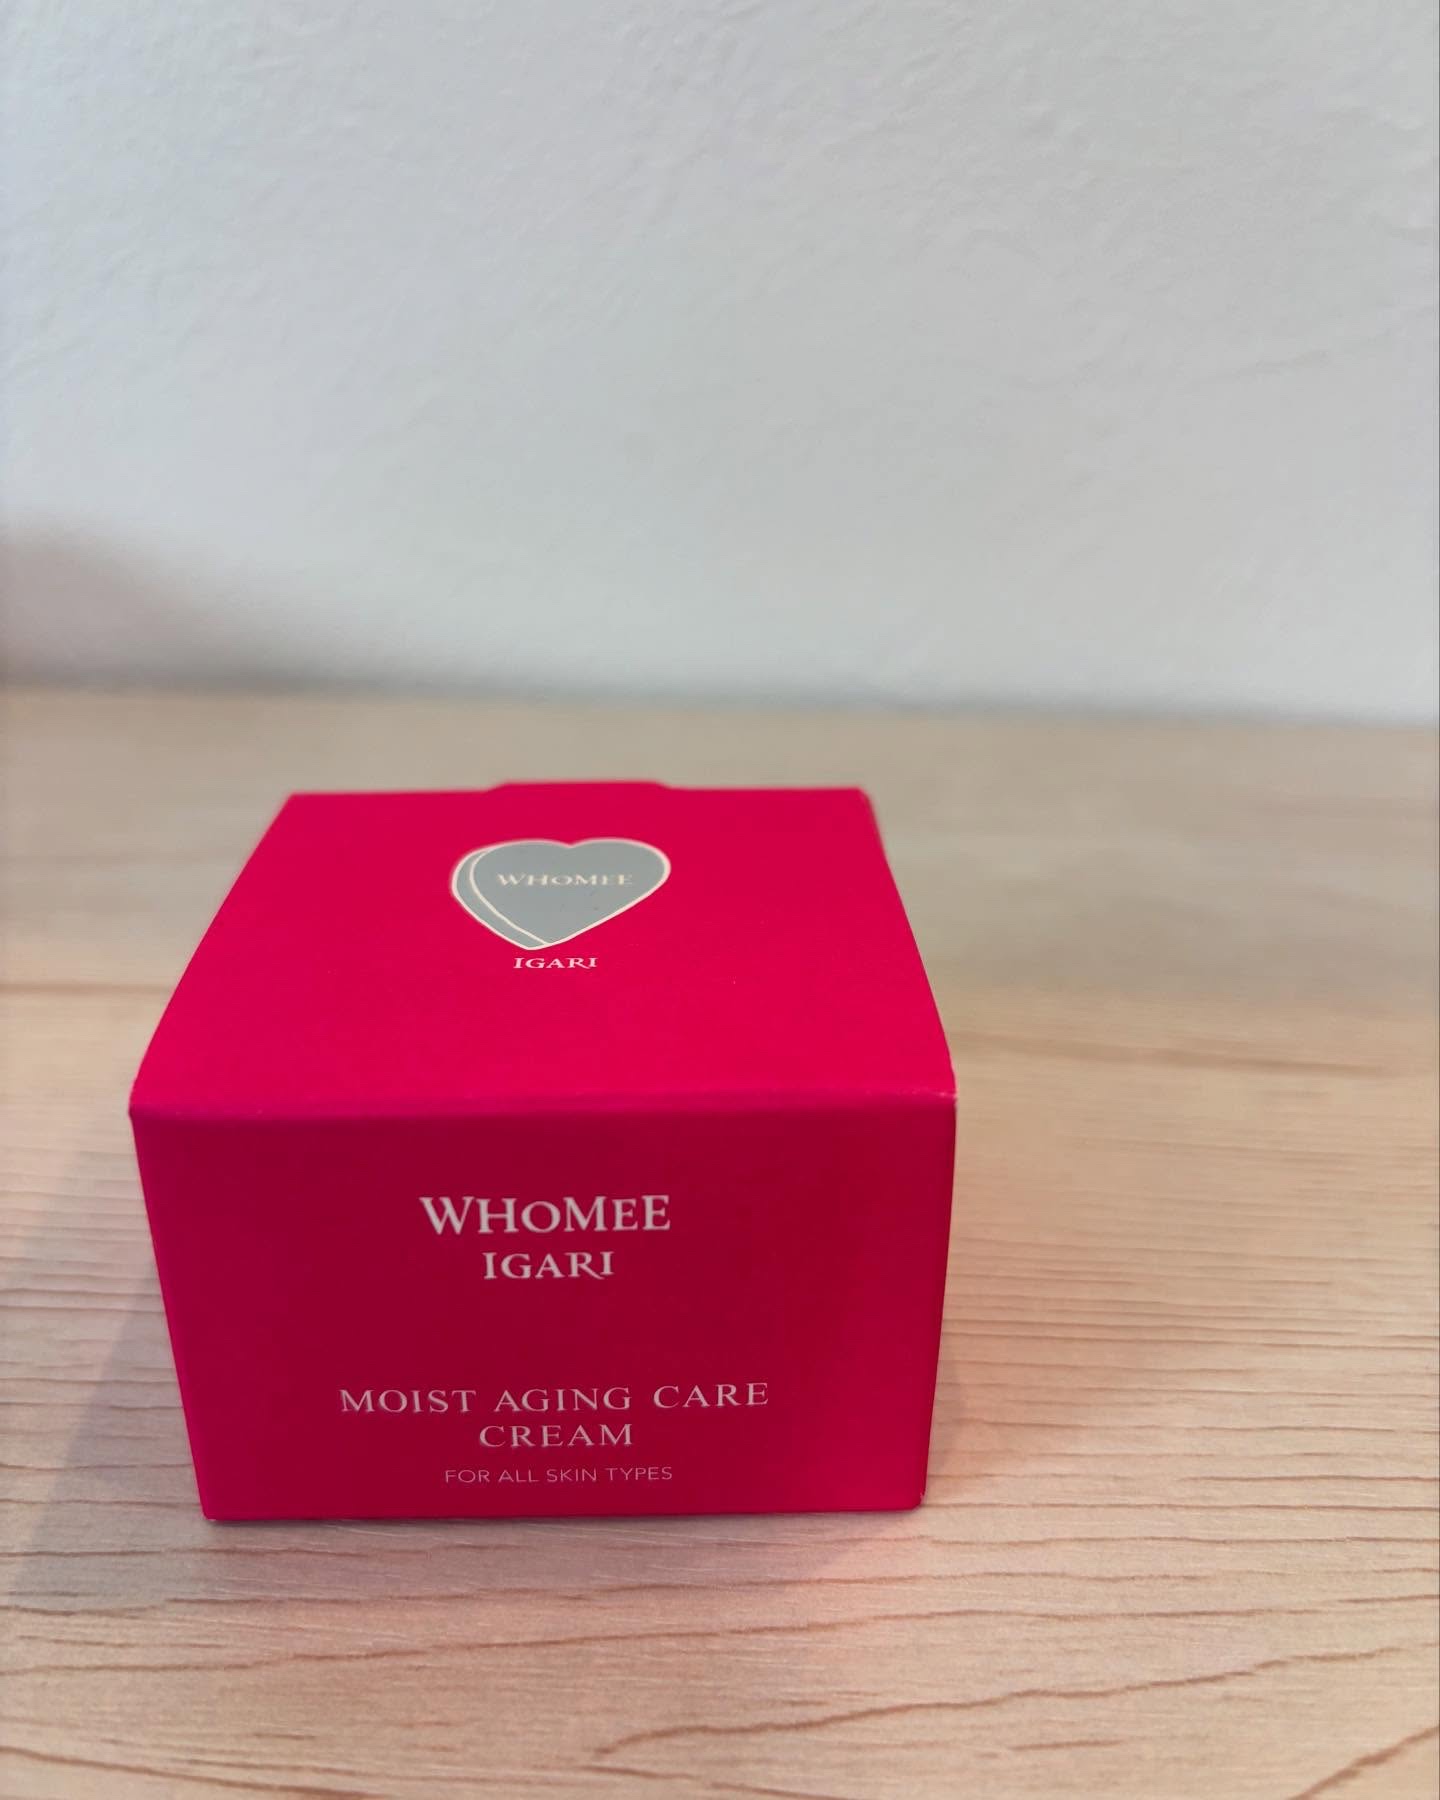 WHOMEE
IGARI
WHOMEE
IGARI
MOIST AGING CARE
CREAM
FOR ALL SKIN TYPES